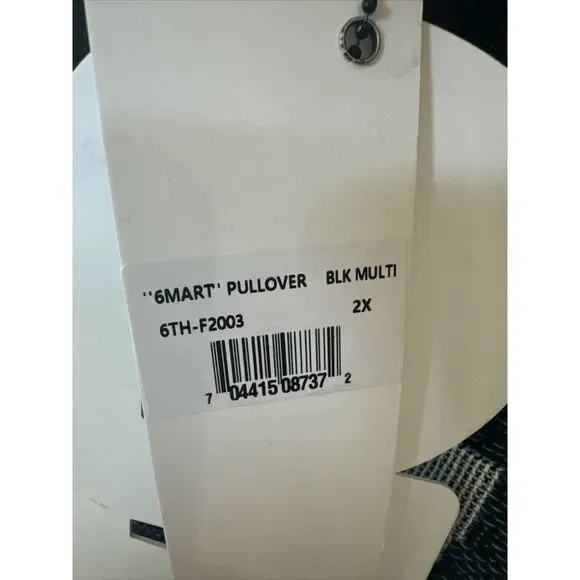 ''6MART'' PULLOVER BLK MULTI
6TH-F2003 2X
7 04415 08737 2